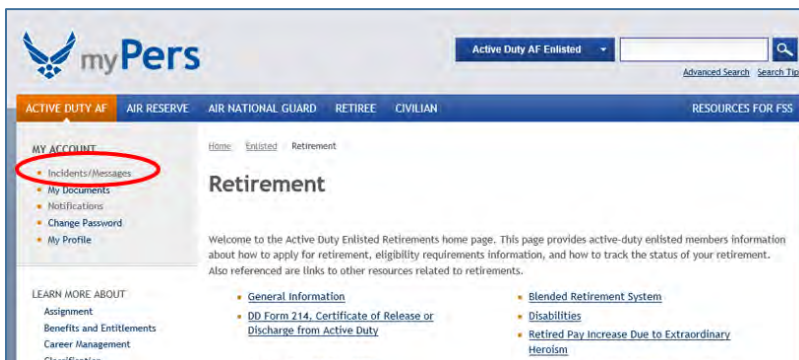 myPers
Active Duty AF Enlisted
Advanced Search Search Tip
ACTIVE DUTY AF AIR RESERVE AIR NATIONAL GUARD RETIREE CIVILIAN RESOURCES FOR FSS
MY ACCOUNT
Incidents/Messages
My Documents
Notifications
Change Password
My Profile
LEARN MORE ABOUT
Assignment
Benefits and Entitlements
Career Management
Classification
Home Enlisted Retirement
Retirement
Welcome to the Active Duty Enlisted Retirements home page. This page provides active-duty enlisted members information
about how to apply for retirement, eligibility requirements information, and how to track the status of your retirement.
Also referenced are links to other resources related to retirements.
General Information
DD Form 214, Certificate of Release or
Discharge from Active Duty
Blended Retirement System
Disabilities
Retired Pay Increase Due to Extraordinary
Heroism